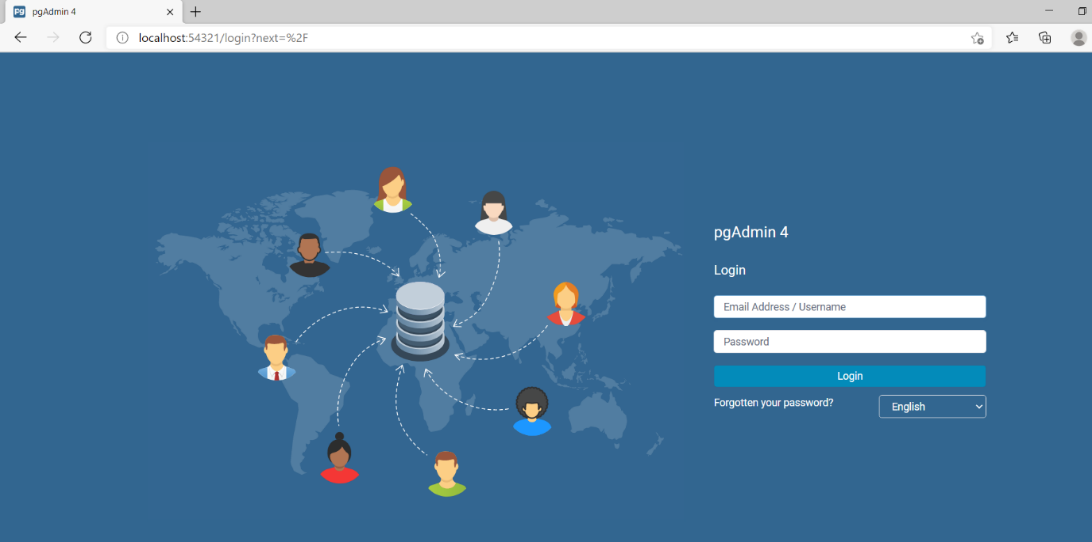 Pg pgAdmin 4
localhost:54321/login?next=%2F
pgAdmin 4
Login
Email Address / Username
Password
Login
Forgotten your password? English